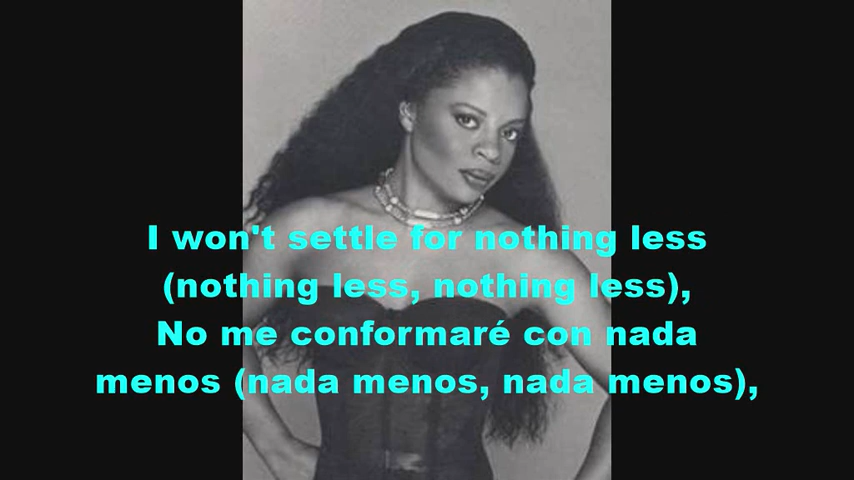 I won't settle for nothing less
(nothing less, nothing less),
No me conformaré con nada
menos (nada menos, nada menos),